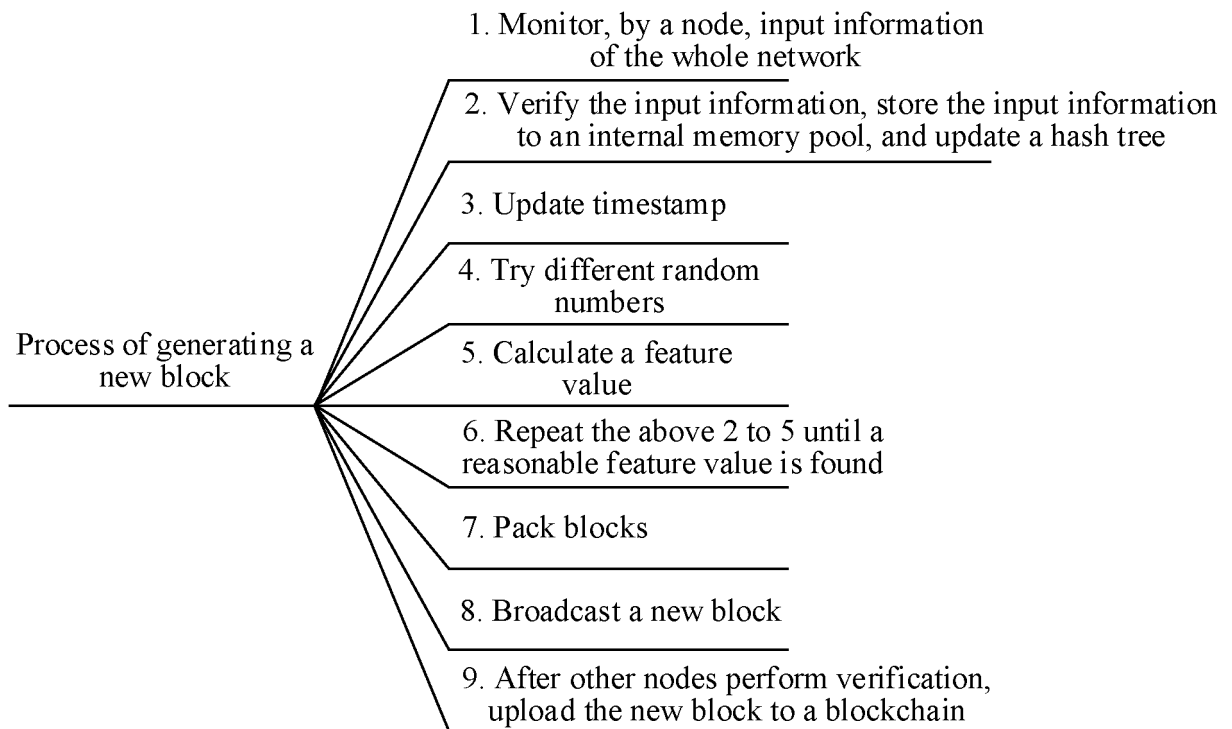 1. Monitor, by a node, input information
of the whole network
2. Verify the input information, store the input information
to an internal memory pool, and update a hash tree
3. Update timestamp
4. Try different random
numbers
Process of generating a
new block
5. Calculate a feature
value
6. Repeat the above 2 to 5 until a
reasonable feature value is found
7. Pack blocks
8. Broadcast a new block
9. After other nodes perform verification,
upload the new block to a blockchain